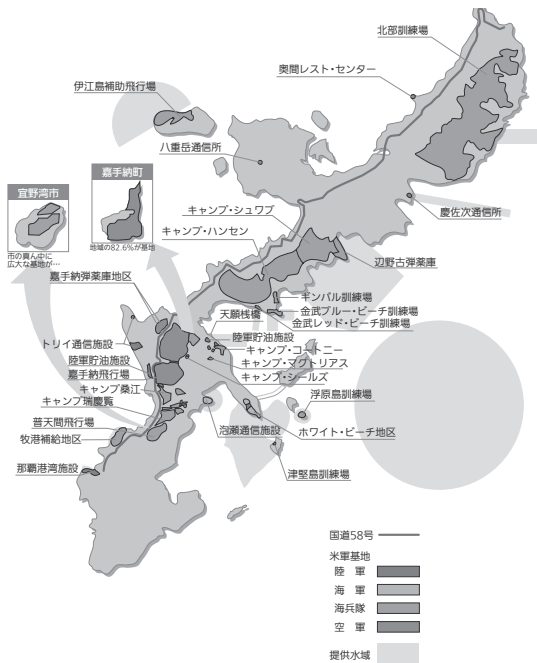 北部訓練場
奥間レスト・センター
伊江島補助飛行場
八重岳通信所
嘉手納町
宜野湾市
地域の82.6%が基地
市の真ん中に
広大な基地が…
慶佐次通信所
キャンプ・シュワブ
キャンプ・ハンセン
辺野古弾薬庫
嘉手納弾薬庫地区
ギンバル訓練場
金武ブルー・ビーチ訓練場
金武レッド・ビーチ訓練場
天願桟橋
トリイ通信施設
陸軍貯油施設
キャンプ・コートニー
キャンプ・マクトリアス
キャンプ・シールズ
陸軍貯油施設
嘉手納飛行場
キャンプ桑江
キャンプ瑞慶覧
浮原島訓練場
普天間飛行場
泡瀬通信施設
ホワイト・ビーチ地区
牧港補給地区
那覇港湾施設
津堅島訓練場
国道58号
米軍基地
陸 軍
海 軍
海兵隊
空 軍
提供水域